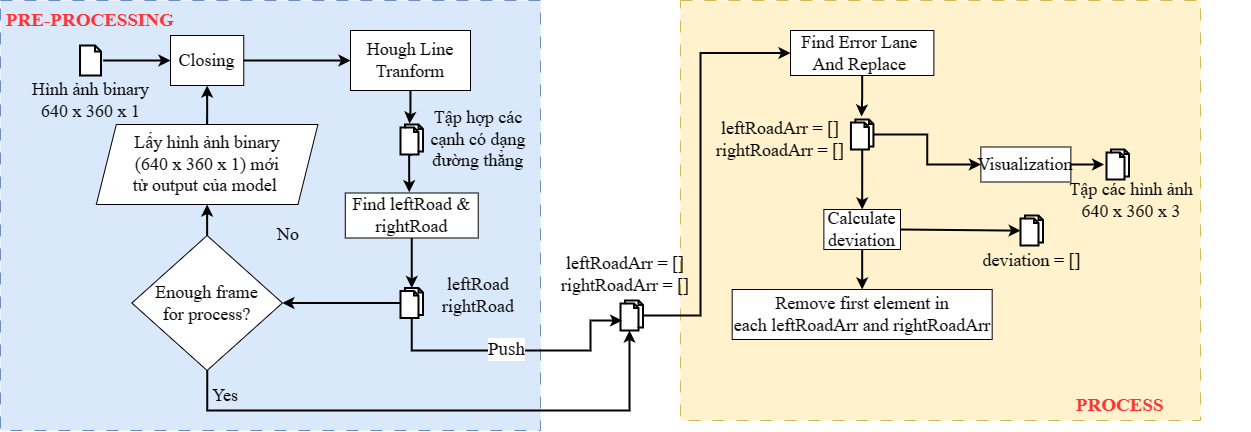 PRE-PROCESSING
Hình ảnh binary
640 x 360 x 1
Closing
Hough Line
Tranform
Tập hợp các
cạnh có dạng
đường thẳng
Lấy hình ảnh binary
(640 x 360 x 1) mới
từ output của model
Find leftRoad &
rightRoad
No
Enough frame
for process?
leftRoad
rightRoad
Push
Yes
leftRoadArr = []
rightRoadArr = []
Find Error Lane
And Replace
leftRoadArr = []
rightRoadArr = []
Visualization
Tập các hình ảnh
640 x 360 x 3
Calculate
deviation
deviation = []
Remove first element in
each leftRoadArr and rightRoadArr
PROCESS